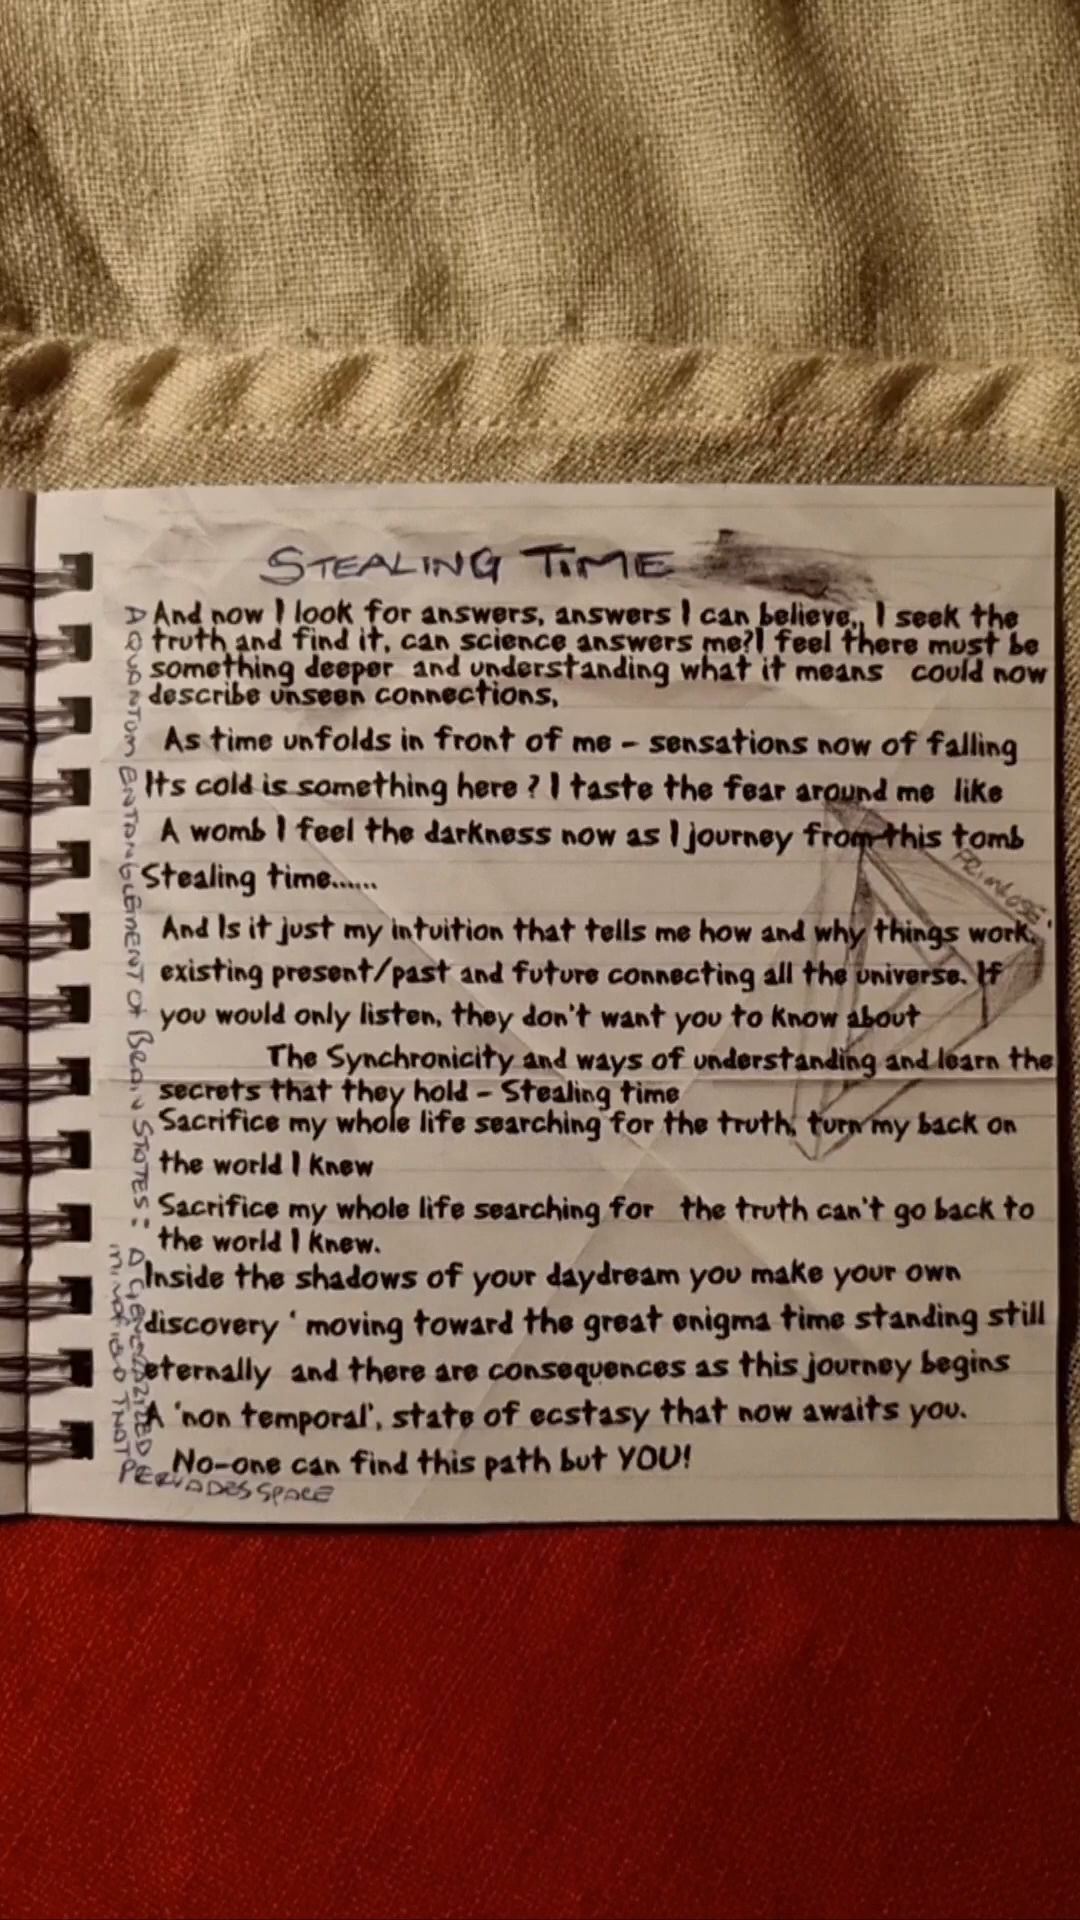 STEALING TIME
And now I look for answers, answers I can believe,, I seek the
truth and find it, can science answers me?I feel there must be
something deeper and understanding what it means could now
describe unseen connections,
As time unfolds in front of me - sensations now of falling
Its cold is something here ? I taste the fear around me like
A womb I feel the darkness now as I journey from this tomb
Stealing time......
And Is it just my intuition that tells me how and why things work,'
existing present/past and future connecting all the universe. If
you would only listen, they don't want you to know about
The Synchronicity and ways of understanding and learn the
secrets that they hold - Stealing time
Sacrifice my whole life searching for the truth, turn my back on
the world I knew
Sacrifice my whole life searching for the truth can't go back to
the world I knew.
Inside the shadows of your daydream you make your own
discovery ' moving toward the great enigma time standing still
eternally and there are consequences as this journey begins
A 'non temporal', state of ecstasy that now awaits you.
No-one can find this path but YOU!
A QUANTUM ENTANGLEMENT OF BRAIN STATES:
A GENERALIZED
MIND FIELD THAT
PERVADES SPACE